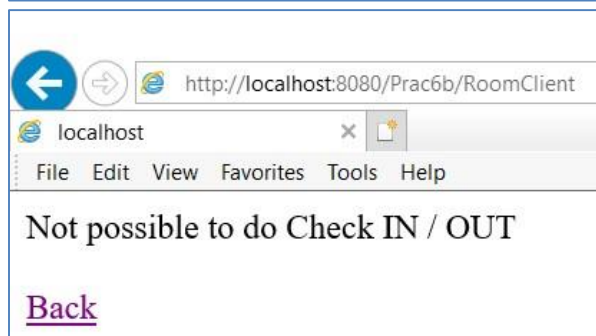 http://localhost:8080/Prac6b/RoomClient
localhost
File Edit View Favorites Tools Help
Not possible to do Check IN / OUT
Back